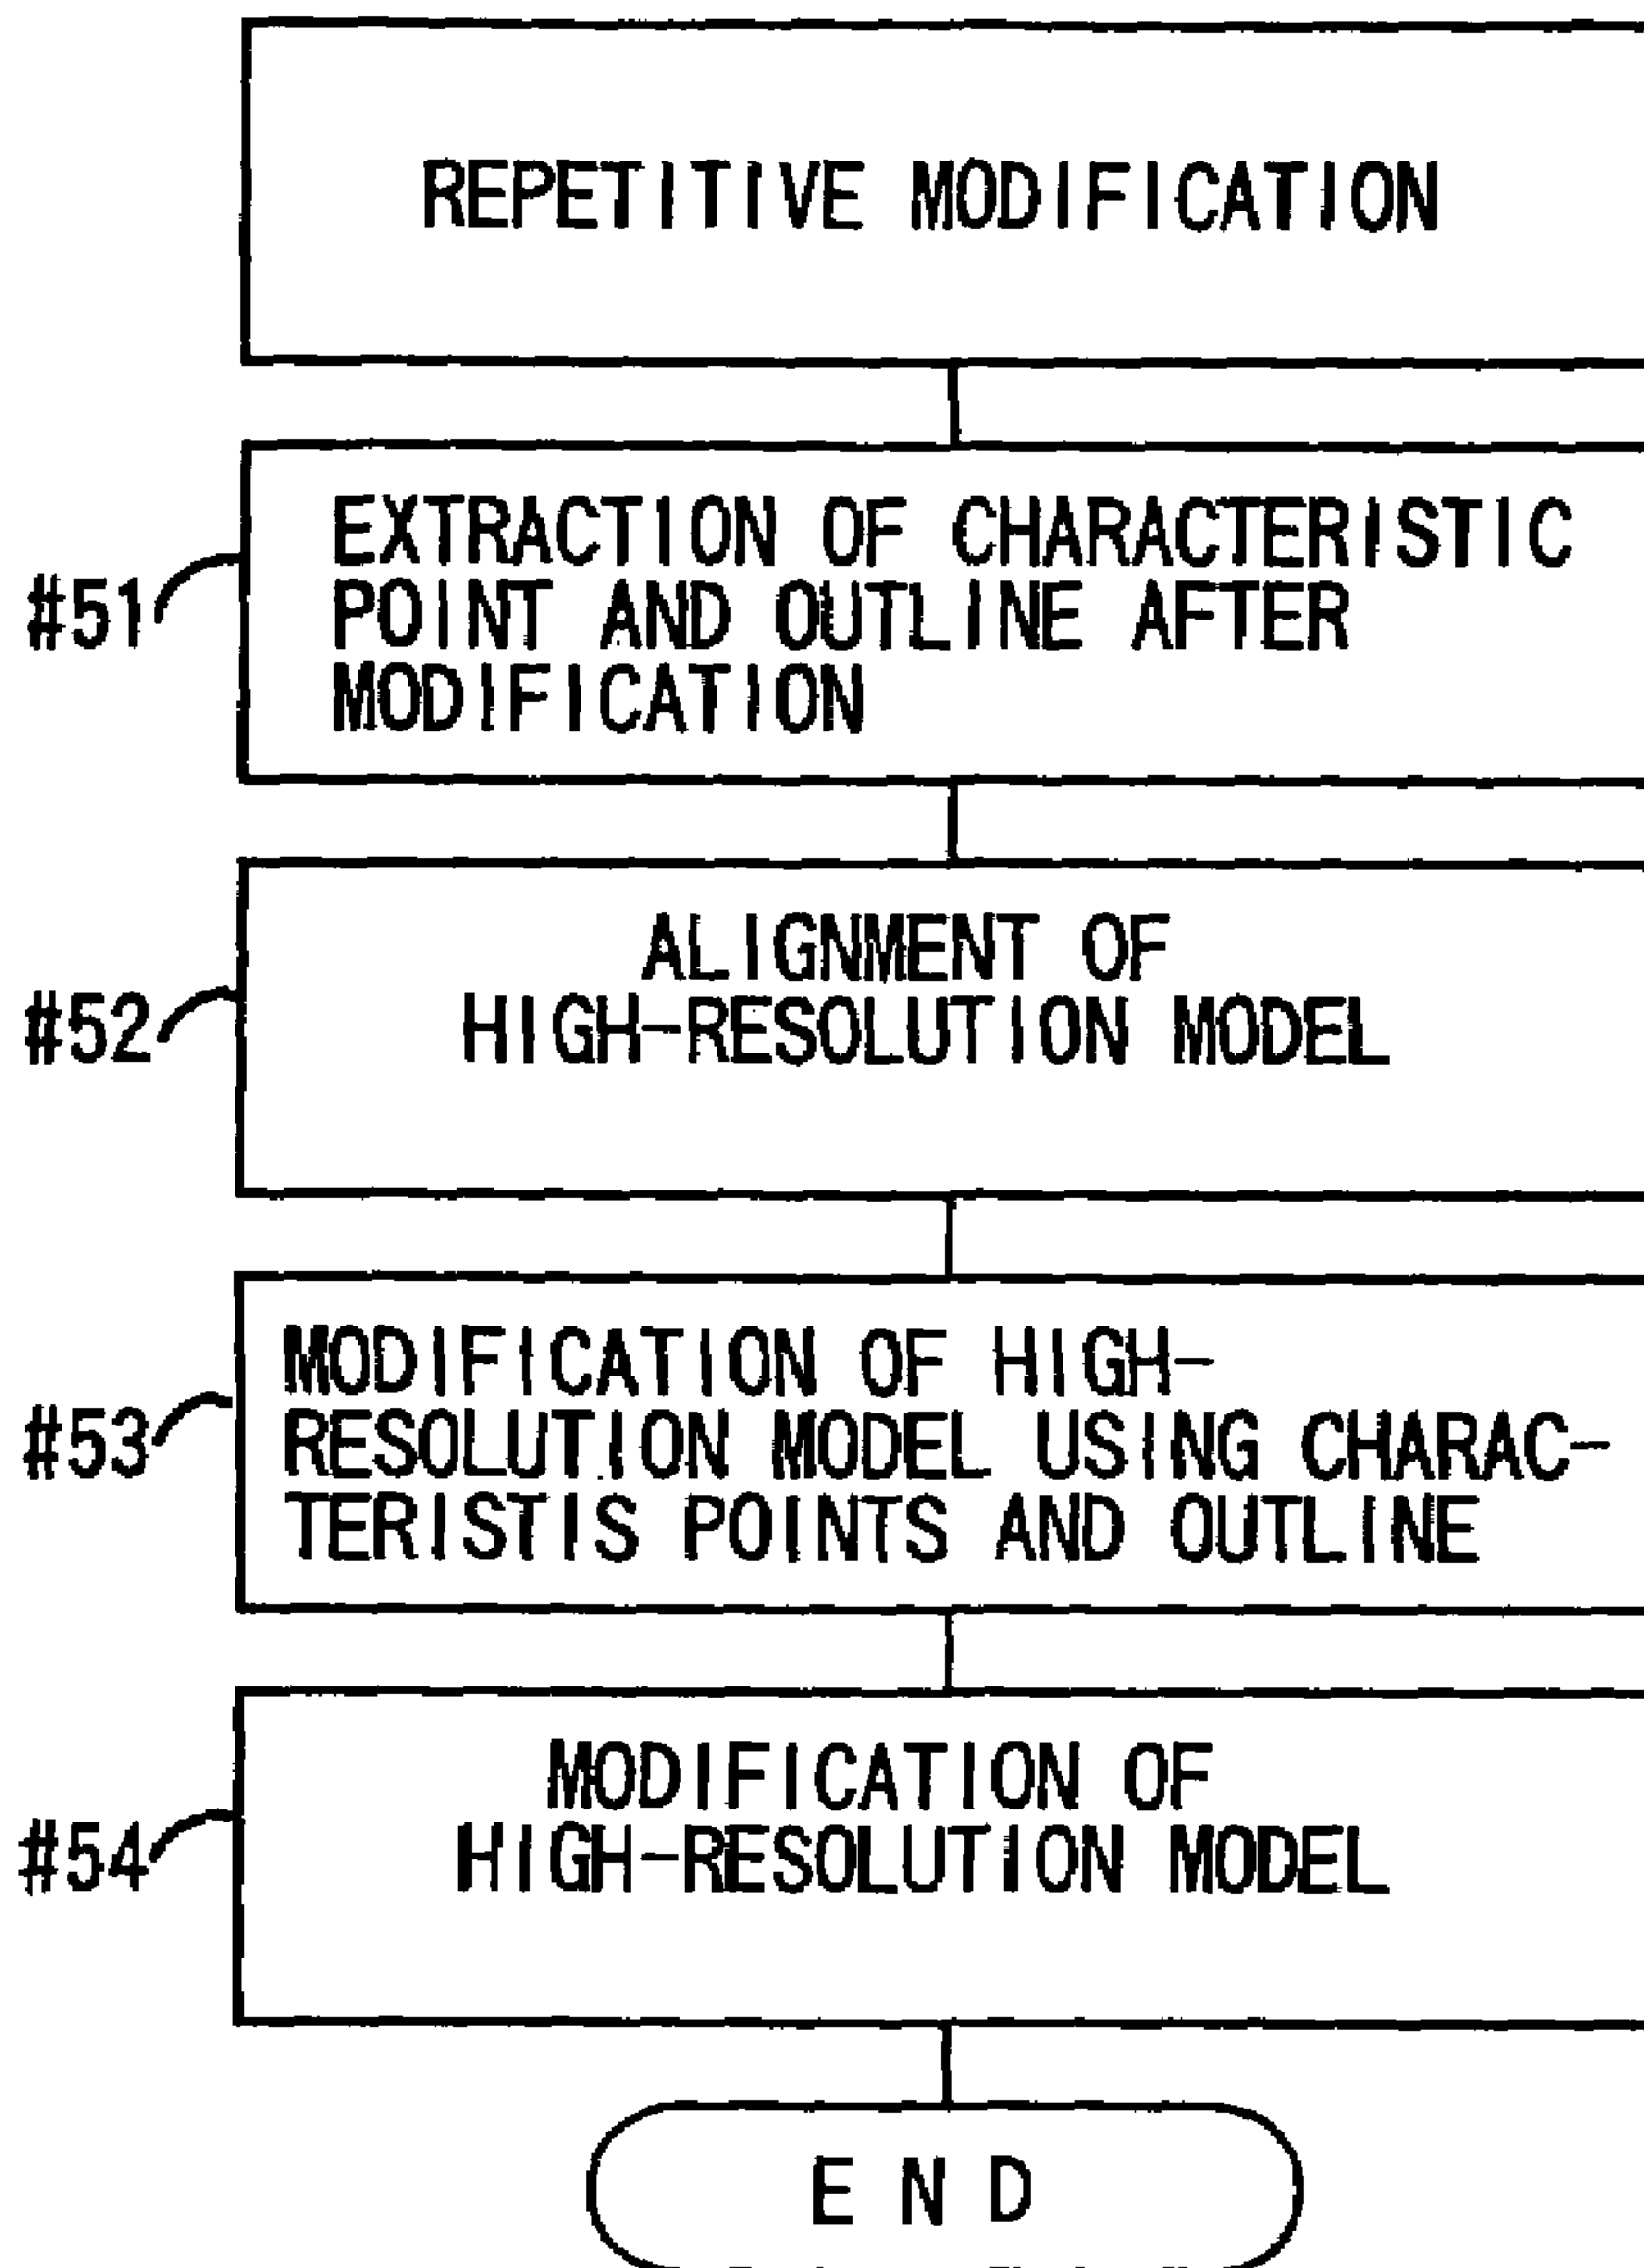 REPETITIVE MODIFICATION
EXTRACTION OF CHARACTERISTIC
#51
POINT AND OUTLINE AFTER
MODIFICATION
ALIGNMENT OF
#52
HIGH-RESOLUTION MODEL
MODIFICATION OF HIGH-
#53
RESOLUTION MODEL USING CHARAC-
TERISTIS POINTS AND OUTLINE
MODIFICATION OF
#54
HIGH-RESOLUTION MODEL
END